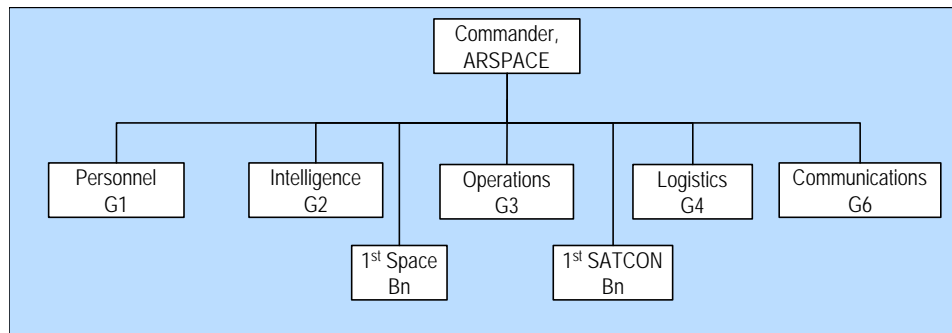 Commander,
ARSPACE
Personnel
G1
Intelligence
G2
Operations
G3
Logistics
G4
Communications
G6
1st Space
Bn
1st SATCON
Bn